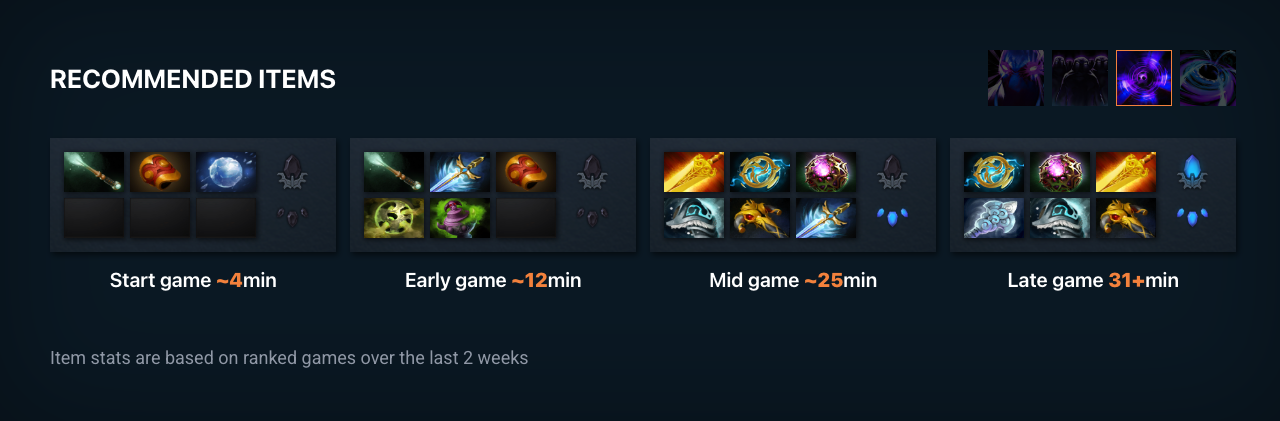 RECOMMENDED ITEMS
Start game ~4min
Early game ~12min
Mid game ~25min
Late game 31+min
Item stats are based on ranked games over the last 2 weeks